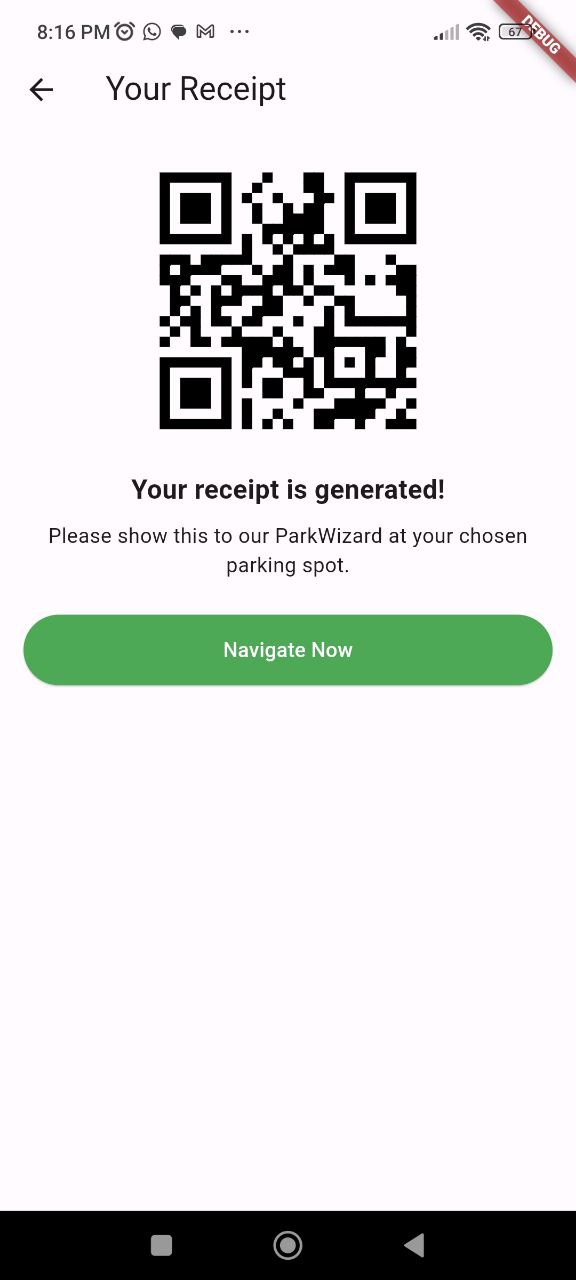 8:16 PM
67
DEBUG
Your Receipt
Your receipt is generated!
Please show this to our ParkWizard at your chosen
parking spot.
Navigate Now